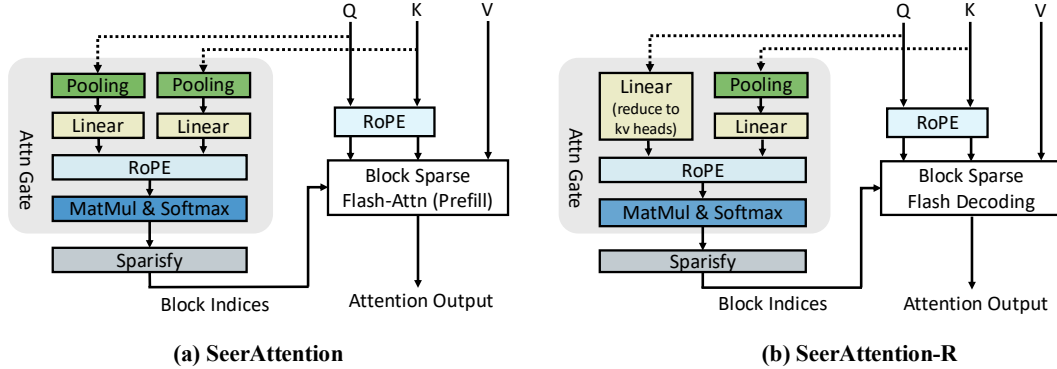 Q K V
Pooling Pooling
Linear Linear
RoPE
RoPE
MatMul & Softmax
Attn Gate
Block Sparse
Flash-Attn (Prefill)
Sparisfy
Block Indices
Attention Output
(a) SeerAttention
Q K V
Linear
(reduce to
kv heads)
Pooling
Linear
RoPE
RoPE
MatMul & Softmax
Attn Gate
Block Sparse
Flash Decoding
Sparisfy
Block Indices
Attention Output
(b) SeerAttention-R